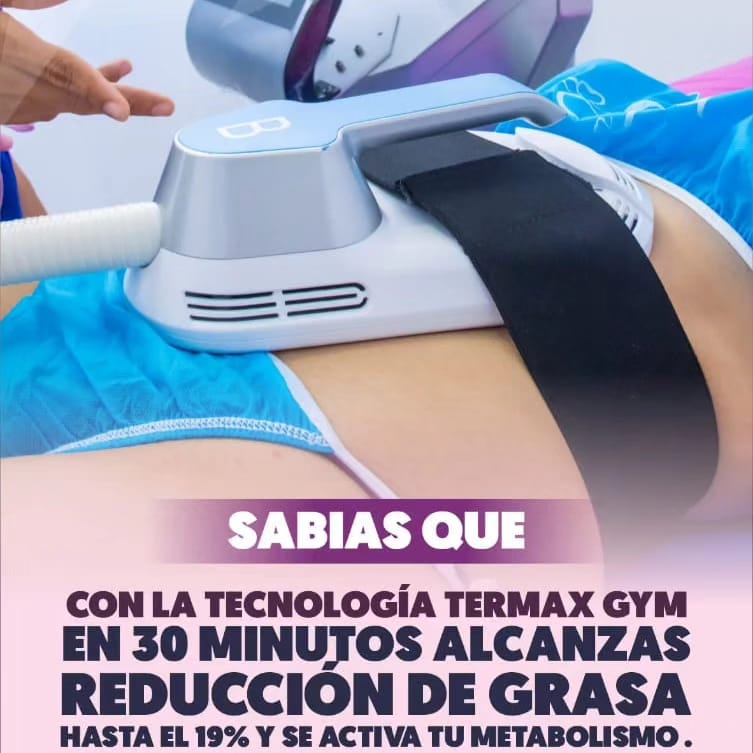 B
SABIAS QUE
CON LA TECNOLOGÍA TERMAX GYM
EN 30 MINUTOS ALCANZAS
REDUCCIÓN DE GRASA
HASTA EL 19% Y SE ACTIVA TU METABOLISMO.